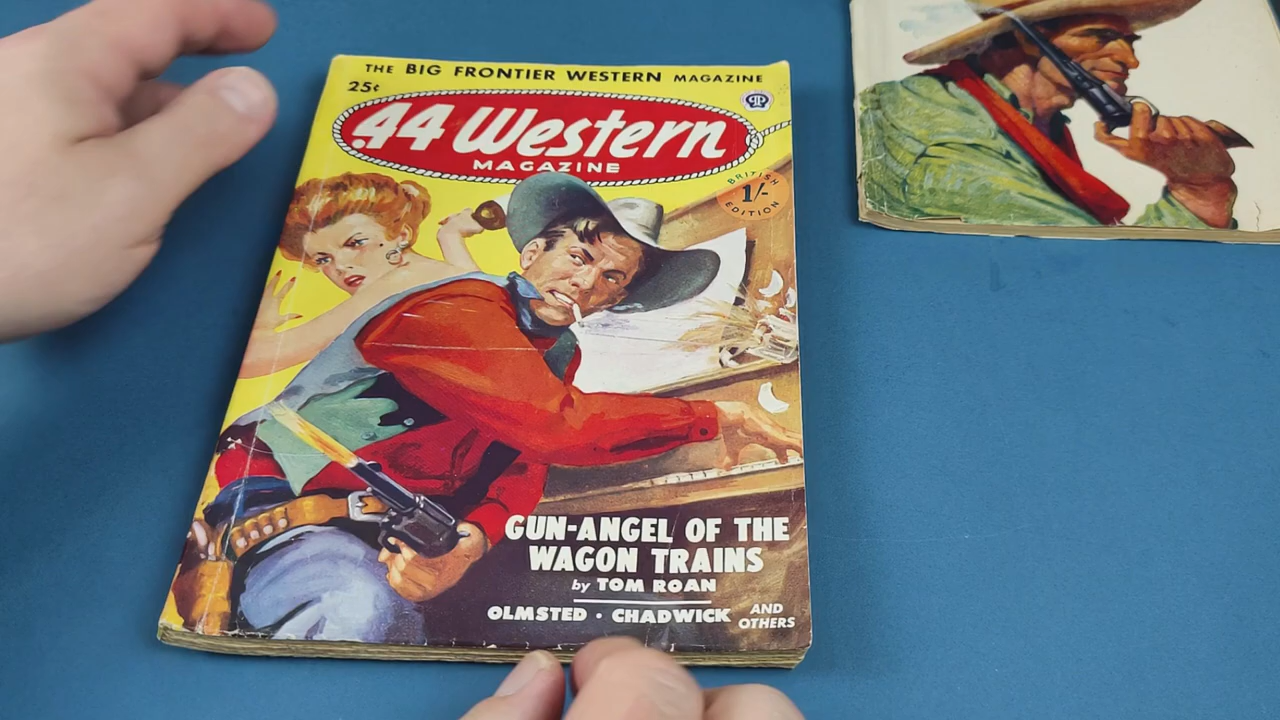 THE BIG FRONTIER WESTERN MAGAZINE
25¢
.44 Western
MAGAZINE
BRITISH
1/-
EDITION
GUN-ANGEL OF THE
WAGON TRAINS
by TOM ROAN
OLMSTED · CHADWICK AND
OTHERS